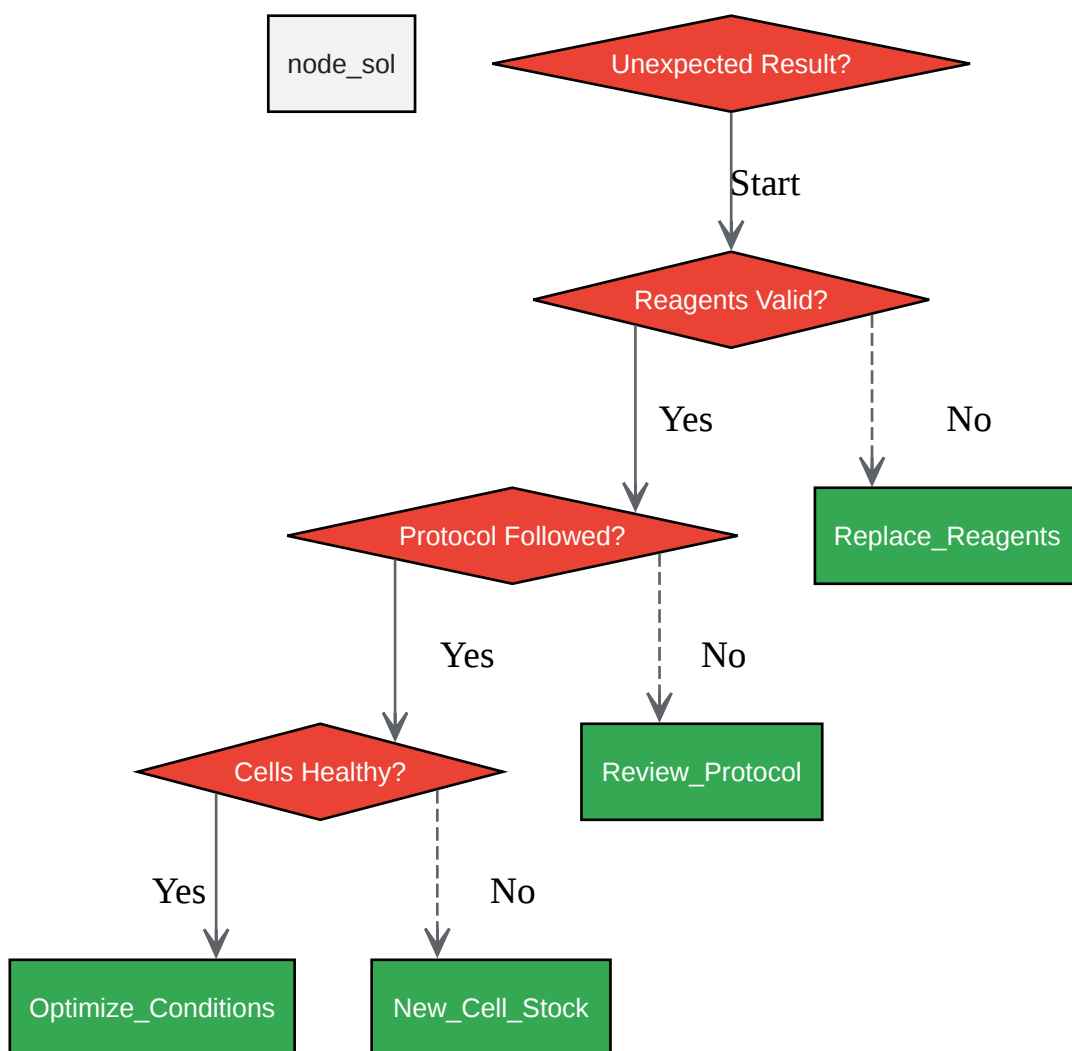 node_sol
Unexpected Result?
Start
Reagents Valid?
Yes
No
Protocol Followed?
Replace_Reagents
Yes
No
Cells Healthy?
Review_Protocol
Yes
No
Optimize_Conditions
New_Cell_Stock